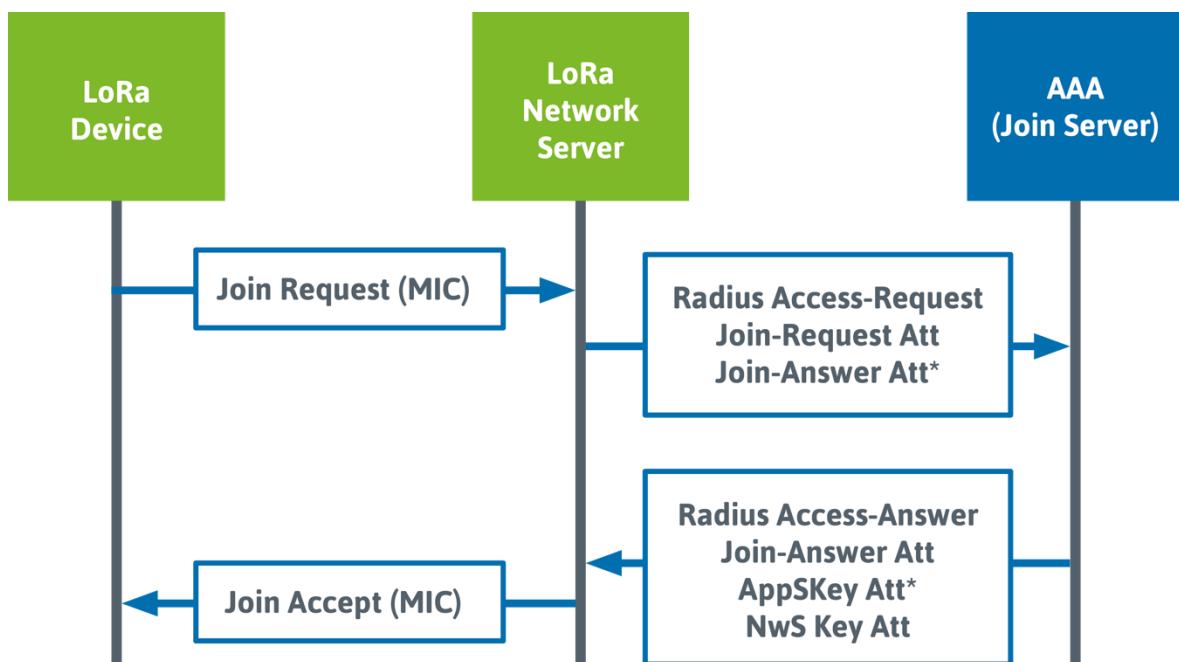 LoRa
Device
LoRa
Network
Server
AAA
(Join Server)
Join Request (MIC)
Radius Access-Request
Join-Request Att
Join-Answer Att*
Radius Access-Answer
Join-Answer Att
AppSKey Att*
NwS Key Att
Join Accept (MIC)